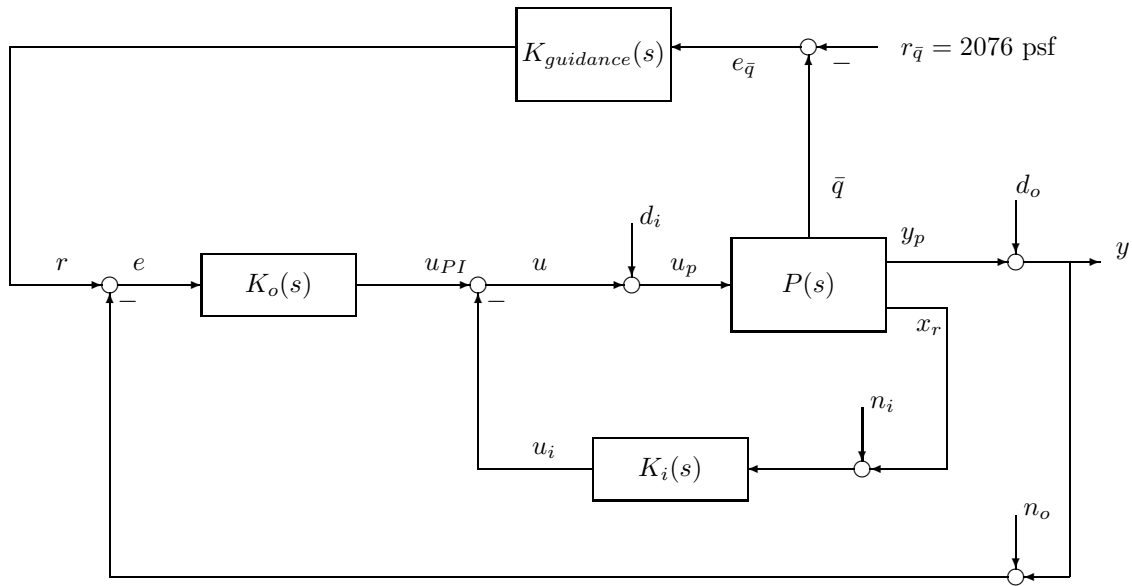 K_{guidance}(s)
r_{\bar{q}} = 2076 psf
e_{\bar{q}}
−
\bar{q}
d_o
d_i
r
e
K_o(s)
u_{PI}
u
u_p
P(s)
y_p
y
−
−
x_r
n_i
u_i
K_i(s)
n_o